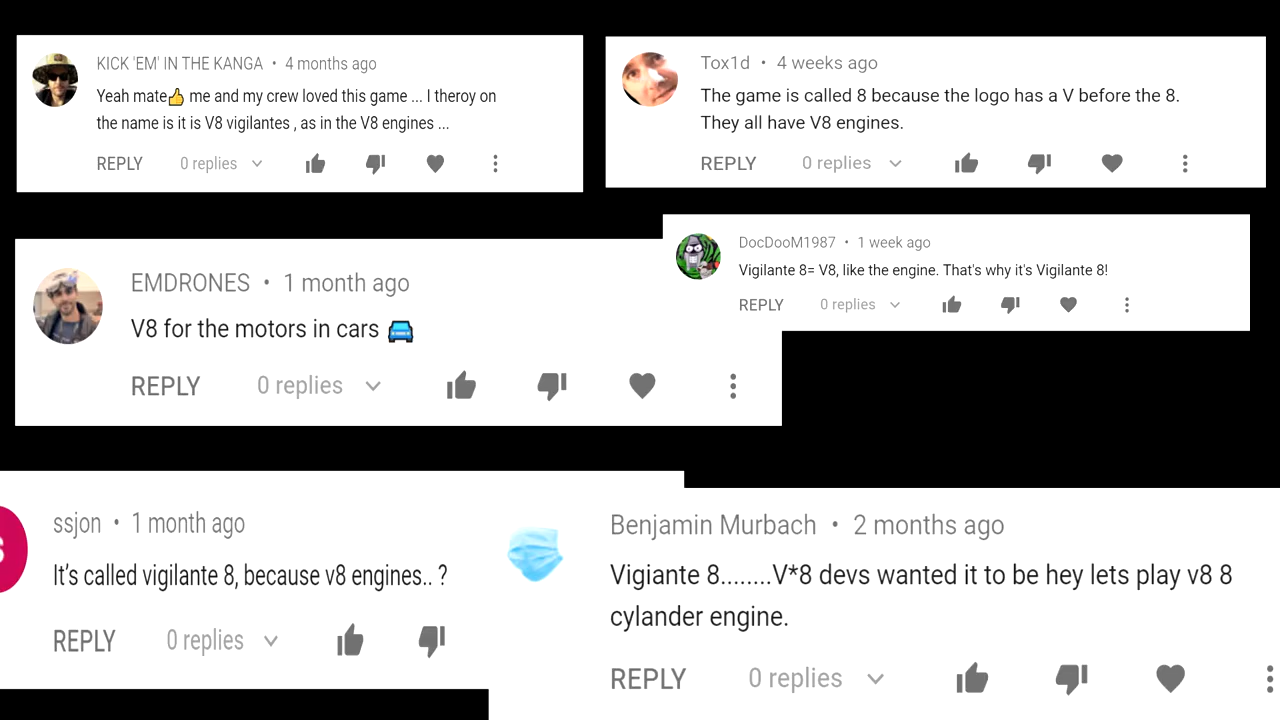 KICK 'EM' IN THE KANGA • 4 months ago
Yeah mate👍 me and my crew loved this game ... I theroy on
the name is it is V8 vigilantes , as in the V8 engines ...
REPLY 0 replies
Tox1d • 4 weeks ago
The game is called 8 because the logo has a V before the 8.
They all have V8 engines.
REPLY 0 replies
DocDooM1987 • 1 week ago
Vigilante 8= V8, like the engine. That's why it's Vigilante 8!
REPLY 0 replies
EMDRONES • 1 month ago
V8 for the motors in cars 🚘
REPLY 0 replies
ssjon • 1 month ago
It's called vigilante 8, because v8 engines.. ?
REPLY 0 replies
Benjamin Murbach • 2 months ago
Vigiante 8........V*8 devs wanted it to be hey lets play v8 8
cylander engine.
REPLY 0 replies